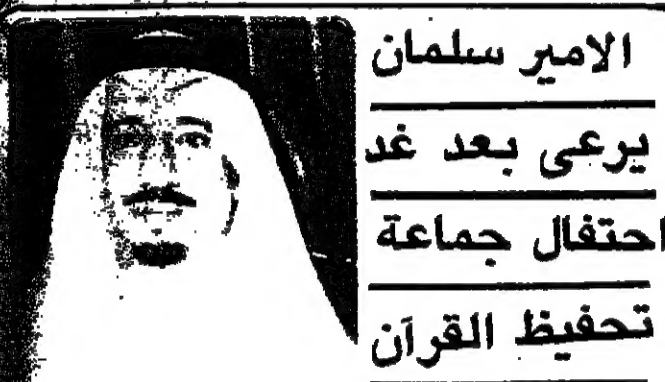 الامير سلمان
يرعى بعد غد
احتفال جماعة
تحفيظ القرآن